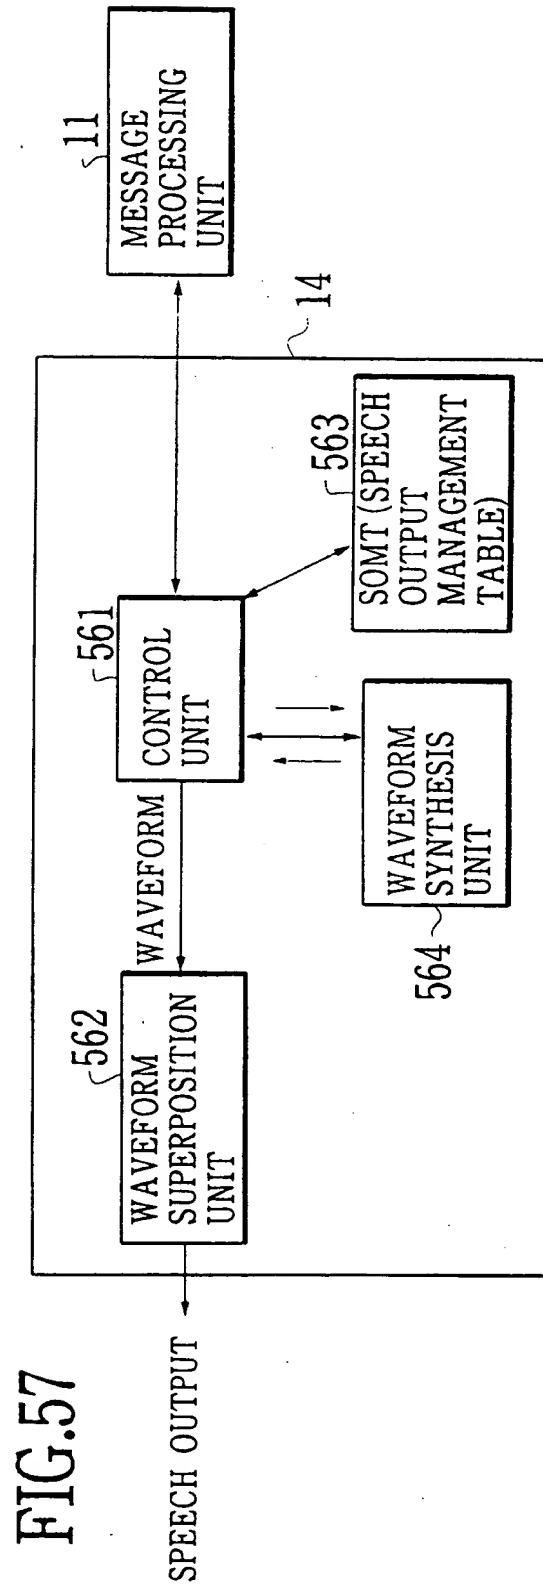 FIG.57
SPEECH OUTPUT
562
WAVEFORM
SUPERPOSITION
UNIT
WAVEFORM
561
CONTROL
UNIT
11
MESSAGE
PROCESSING
UNIT
14
564
WAVEFORM
SYNTHESIS
UNIT
563
SOMT (SPEECH
OUTPUT
MANAGEMENT
TABLE)